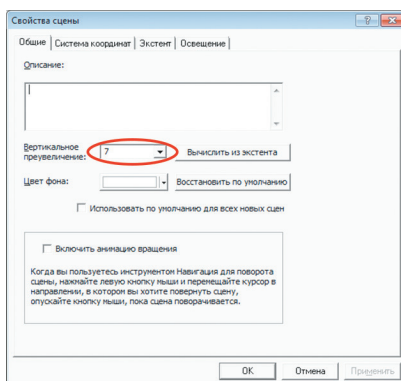 Свойства сцены
Общие Система координат Экстент Освещение
Описание:
Вертикальное преувеличение: 7 Вычислить из экстента
Цвет фона: Восстановить по умолчанию
Использовать по умолчанию для всех новых сцен
Включить анимацию вращения
Когда вы пользуетесь инструментом Навигация для поворота
сцены, нажмайте левую кнопку мыши и перемещайте курсор в
направлении, в котором вы хотите повернуть сцену,
опускайте кнопку мыши, пока сцена поворачивается.
OK Отмена Применить